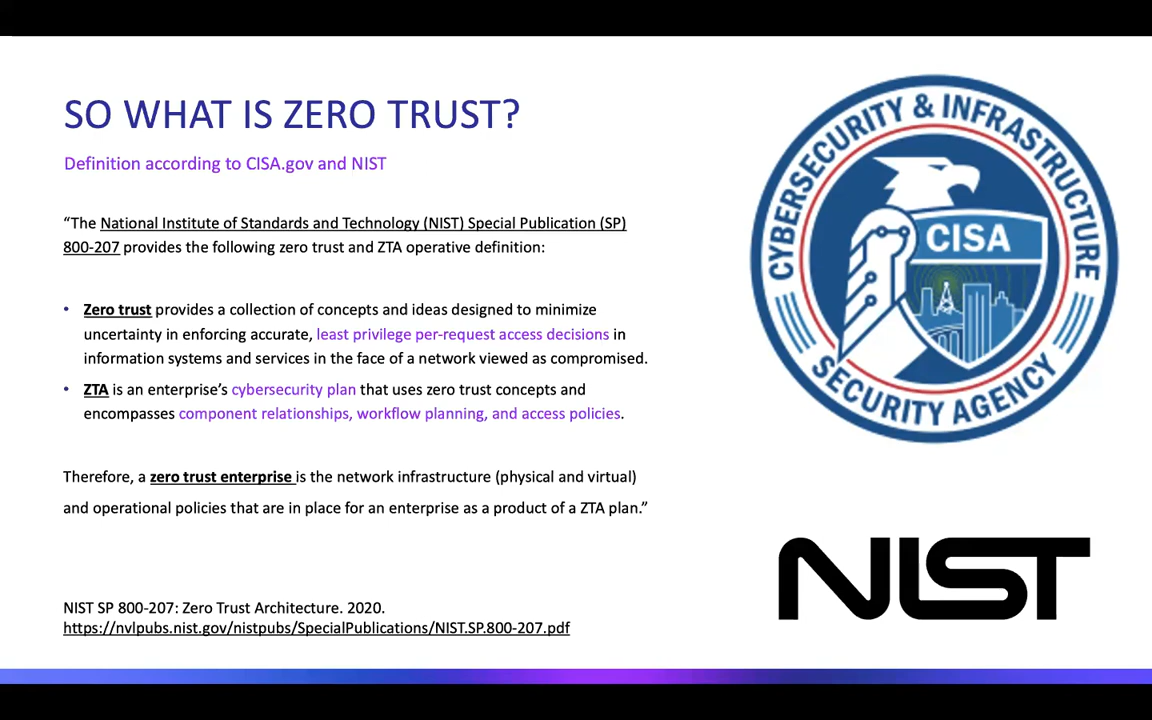 SO WHAT IS ZERO TRUST?
Definition according to CISA.gov and NIST
“The National Institute of Standards and Technology (NIST) Special Publication (SP)
800-207 provides the following zero trust and ZTA operative definition:
• Zero trust provides a collection of concepts and ideas designed to minimize
uncertainty in enforcing accurate, least privilege per-request access decisions in
information systems and services in the face of a network viewed as compromised.
• ZTA is an enterprise’s cybersecurity plan that uses zero trust concepts and
encompasses component relationships, workflow planning, and access policies.
Therefore, a zero trust enterprise is the network infrastructure (physical and virtual)
and operational policies that are in place for an enterprise as a product of a ZTA plan.”
NIST SP 800-207: Zero Trust Architecture. 2020.
https://nvlpubs.nist.gov/nistpubs/SpecialPublications/NIST.SP.800-207.pdf
CYBERSECURITY & INFRASTRUCTURE
CISA
SECURITY AGENCY
NIST